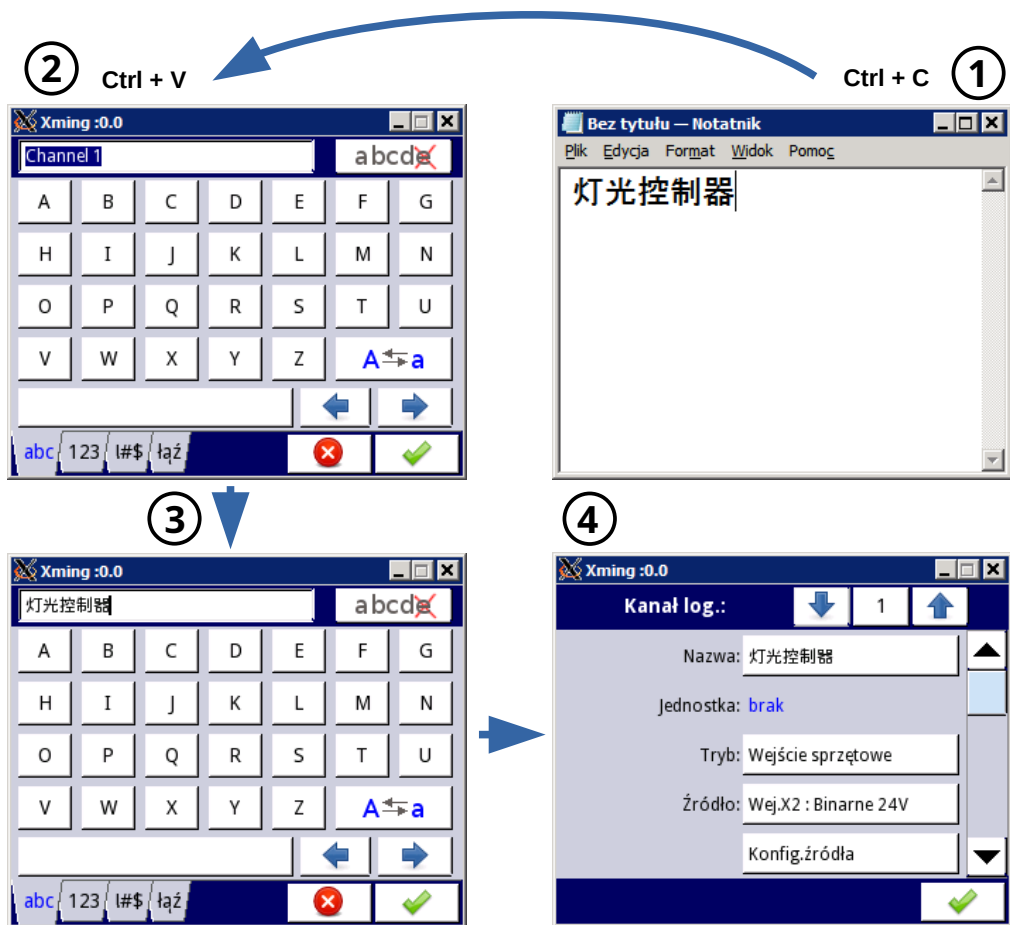 2
Ctrl + V
Ctrl + C
1
Xming :0.0
Channel 1
abcde
A B C D E F G
H I J K L M N
O P Q R S T U
V W X Y Z A a
abc 123 !#$ łąź
Bez tytułu — Notatnik
Plik Edycja Format Widok Pomoc
灯光控制器
3
Xming :0.0
灯光控制器
abcde
A B C D E F G
H I J K L M N
O P Q R S T U
V W X Y Z A a
abc 123 !#$ łąź
4
Xming :0.0
Kanał log.: 1
Nazwa: 灯光控制器
Jednostka: brak
Tryb: Wejście sprzętowe
Źródło: Wej.X2 : Binarne 24V
Konfig.źródła